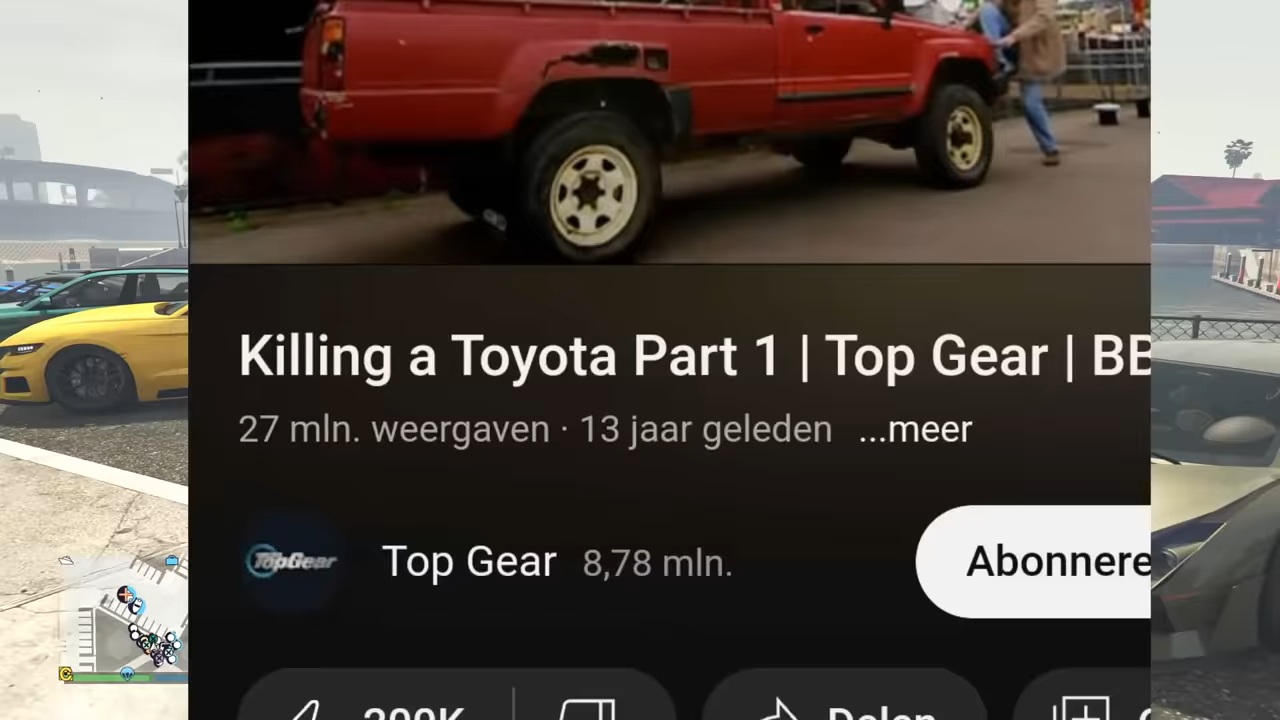 Killing a Toyota Part 1 | Top Gear | BB
27 mln. weergaven · 13 jaar geleden ...meer
TopGear
Top Gear 8,78 mln.
Abonnere
Delen